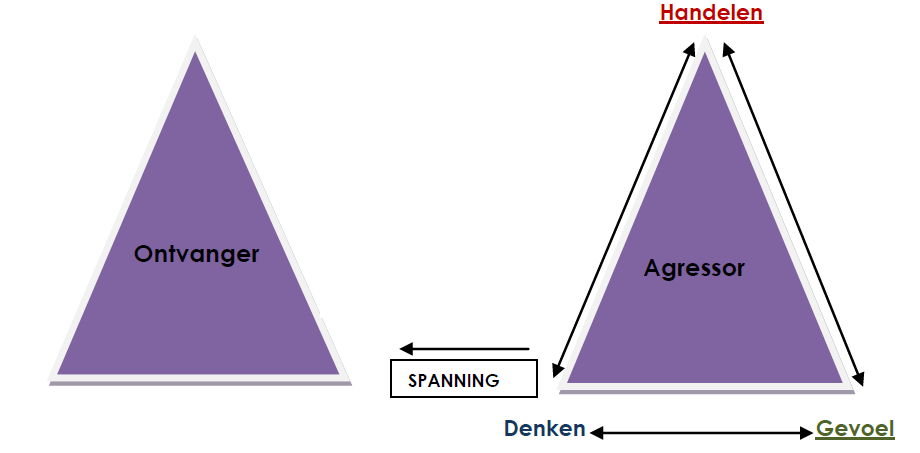 Handelen
Ontvanger
Agressor
SPANNING
Denken
Gevoel